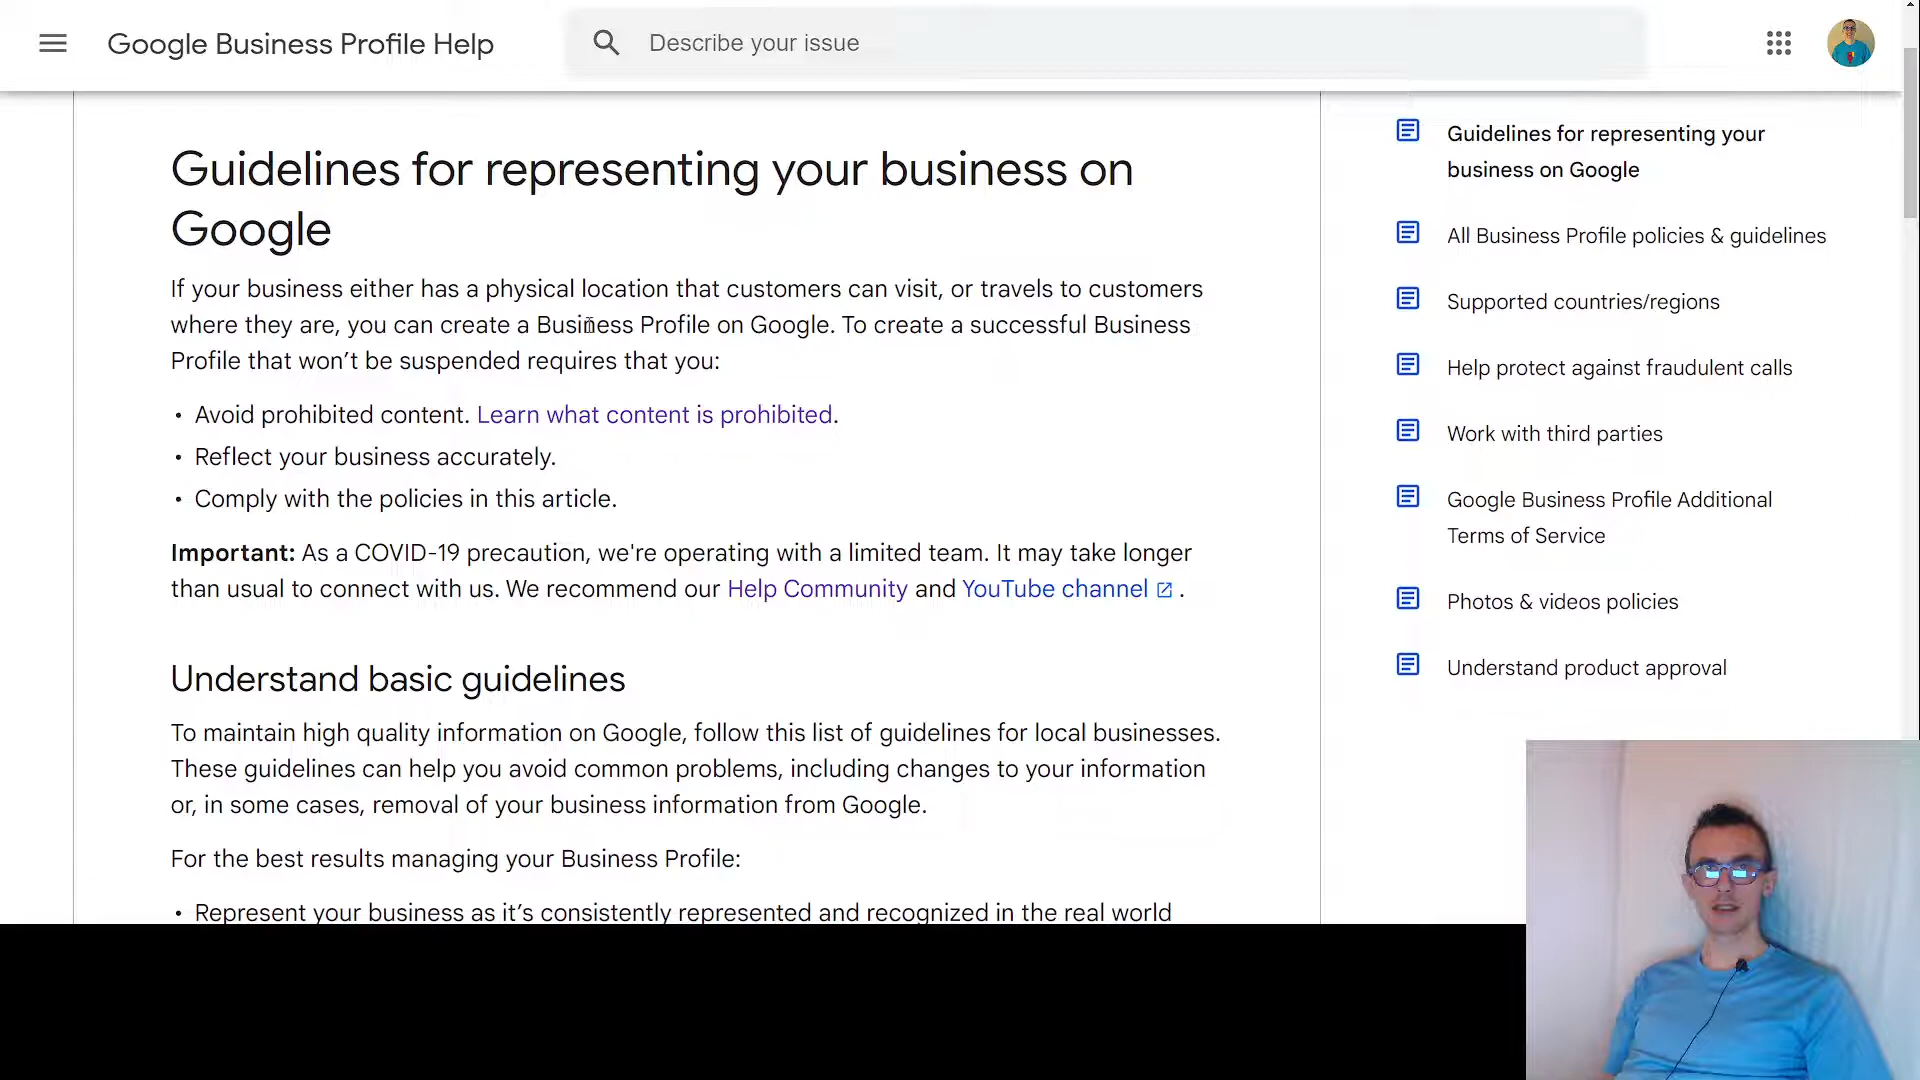 Google Business Profile Help
Describe your issue
Guidelines for representing your business on
Google
If your business either has a physical location that customers can visit, or travels to customers
where they are, you can create a Business Profile on Google. To create a successful Business
Profile that won’t be suspended requires that you:
• Avoid prohibited content. Learn what content is prohibited.
• Reflect your business accurately.
• Comply with the policies in this article.
Important: As a COVID-19 precaution, we're operating with a limited team. It may take longer
than usual to connect with us. We recommend our Help Community and YouTube channel .
Understand basic guidelines
To maintain high quality information on Google, follow this list of guidelines for local businesses.
These guidelines can help you avoid common problems, including changes to your information
or, in some cases, removal of your business information from Google.
For the best results managing your Business Profile:
• Represent your business as it’s consistently represented and recognized in the real world
Guidelines for representing your
business on Google
All Business Profile policies & guidelines
Supported countries/regions
Help protect against fraudulent calls
Work with third parties
Google Business Profile Additional
Terms of Service
Photos & videos policies
Understand product approval